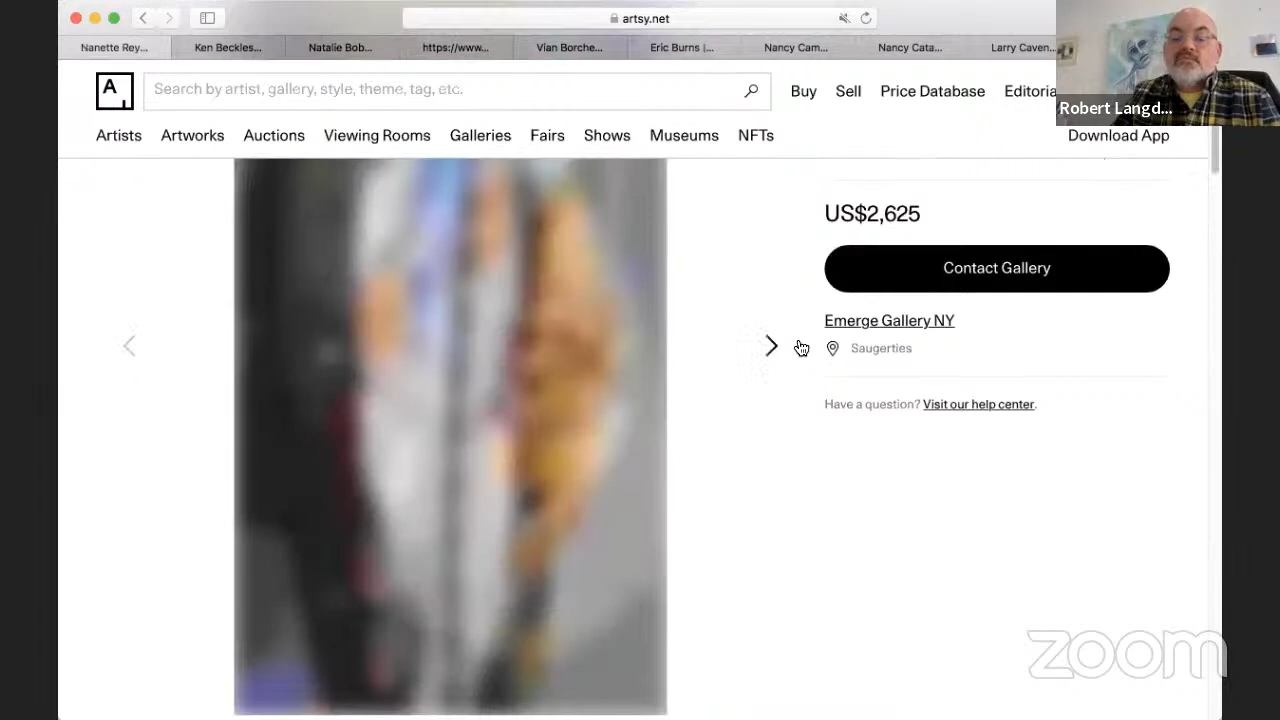 artsy.net
Nanette Rey...
Ken Beckles...
Natalie Bob...
https://www...
Vian Borche...
Eric Burns |...
Nancy Cam...
Nancy Cata...
Larry Caven...
A
Search by artist, gallery, style, theme, tag, etc.
Buy
Sell
Price Database
Editoria
Robert Langd...
Artists
Artworks
Auctions
Viewing Rooms
Galleries
Fairs
Shows
Museums
NFTs
Download App
US$2,625
Contact Gallery
Emerge Gallery NY
Saugerties
Have a question? Visit our help center.
zoom